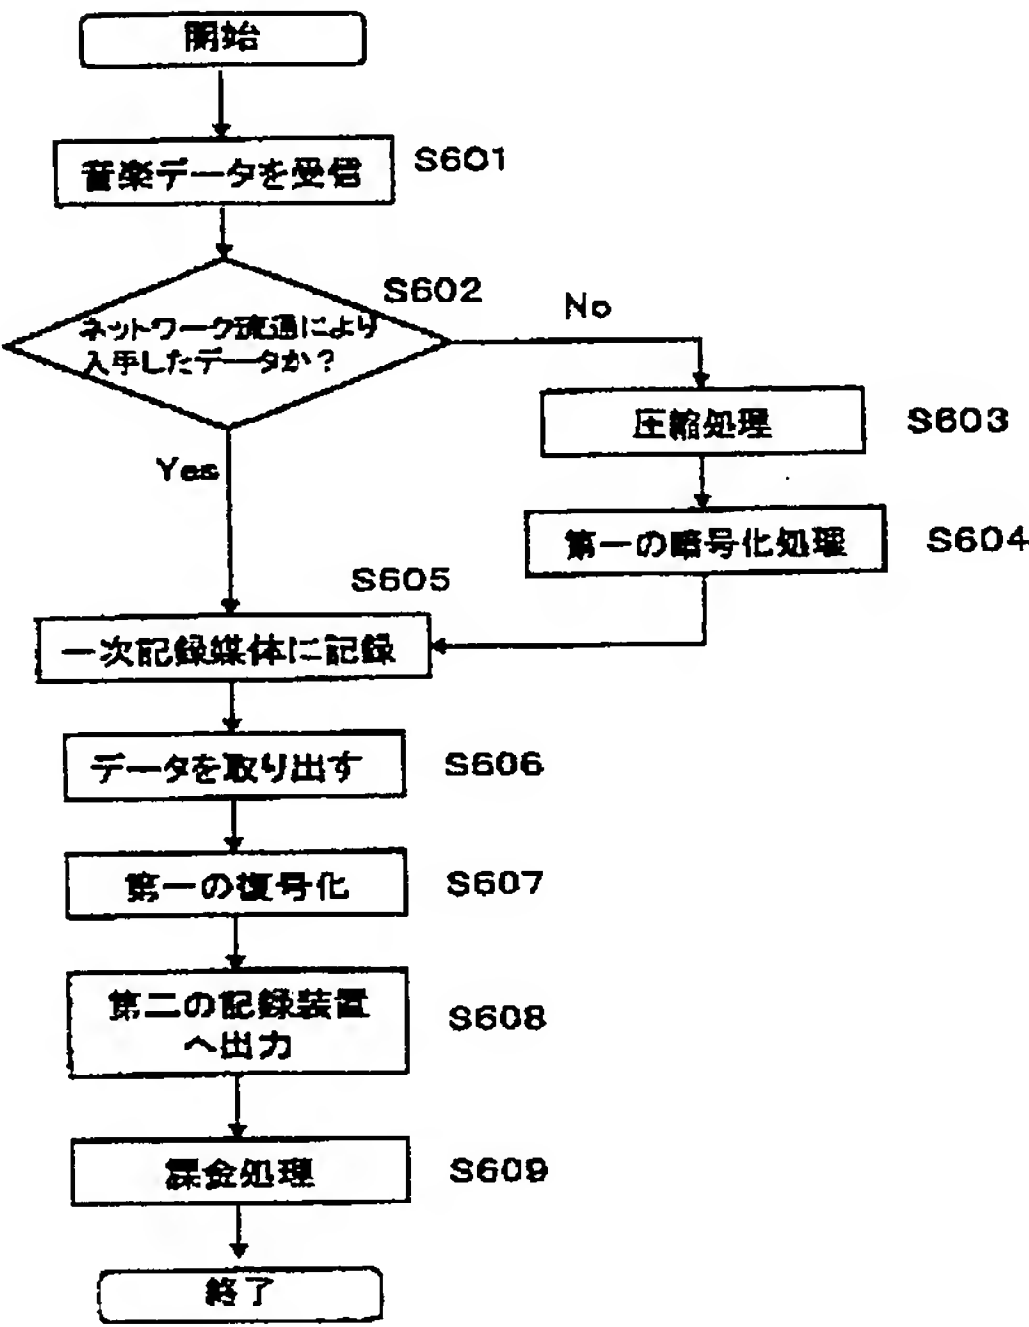 開始
音楽データを受信
S601
S602
ネットワーク流通により
入手したデータか?
No
Yes
圧縮処理
S603
第一の暗号化処理
S604
S605
一次記録媒体に記録
データを取り出す
S606
第一の復号化
S607
第二の記録装置
へ出力
S608
課金処理
S609
終了